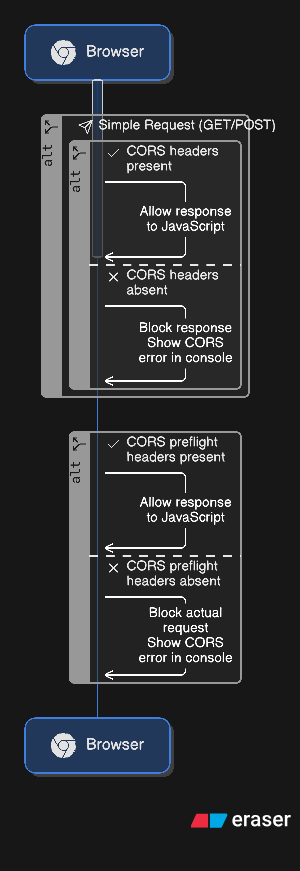 Browser
Simple Request (GET/POST)
alt
alt
CORS headers
present
Allow response
to JavaScript
CORS headers
absent
Block response
Show CORS
error in console
alt
CORS preflight
headers present
Allow response
to JavaScript
CORS preflight
headers absent
Block actual
request
Show CORS
error in console
Browser
eraser